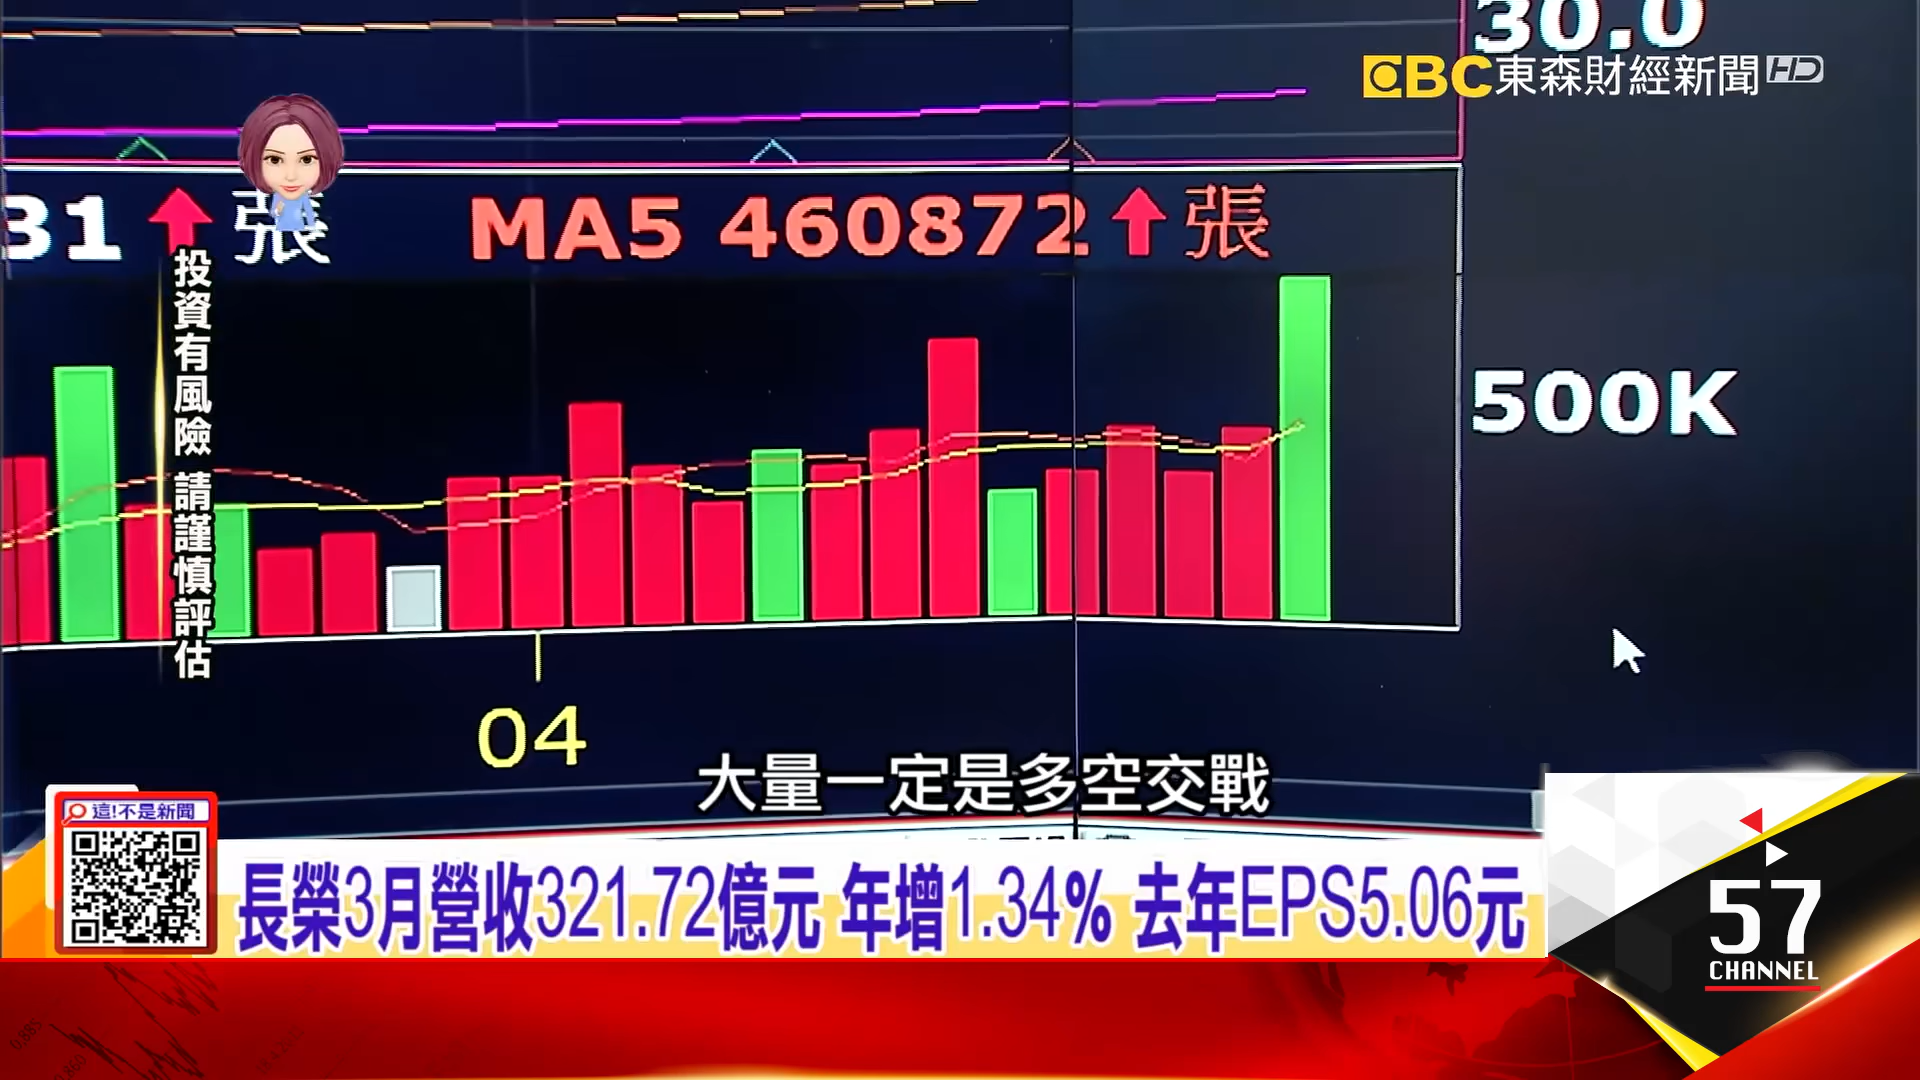 30.0
EBC東森財經新聞HD
31 張 MA5 460872 張
投資有風險 請謹慎評估
500K
04
大量一定是多空交戰
這!不是新聞
長榮3月營收321.72億元 年增1.34% 去年EPS5.06元
57
CHANNEL